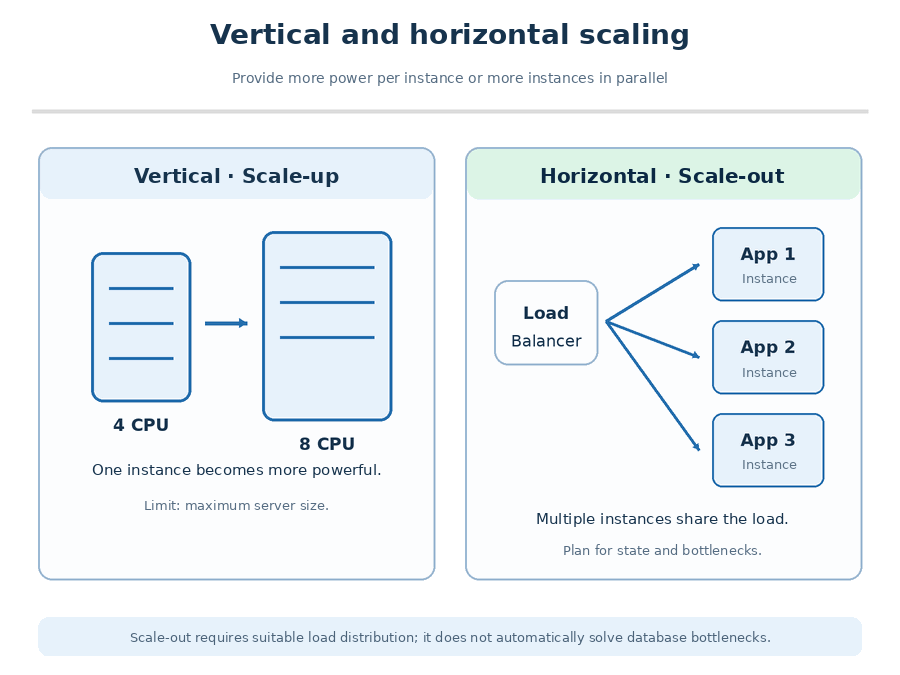 Vertical and horizontal scaling
Provide more power per instance or more instances in parallel
Vertical · Scale-up
4 CPU
8 CPU
One instance becomes more powerful.
Limit: maximum server size.
Horizontal · Scale-out
Load
Balancer
App 1
Instance
App 2
Instance
App 3
Instance
Multiple instances share the load.
Plan for state and bottlenecks.
Scale-out requires suitable load distribution; it does not automatically solve database bottlenecks.